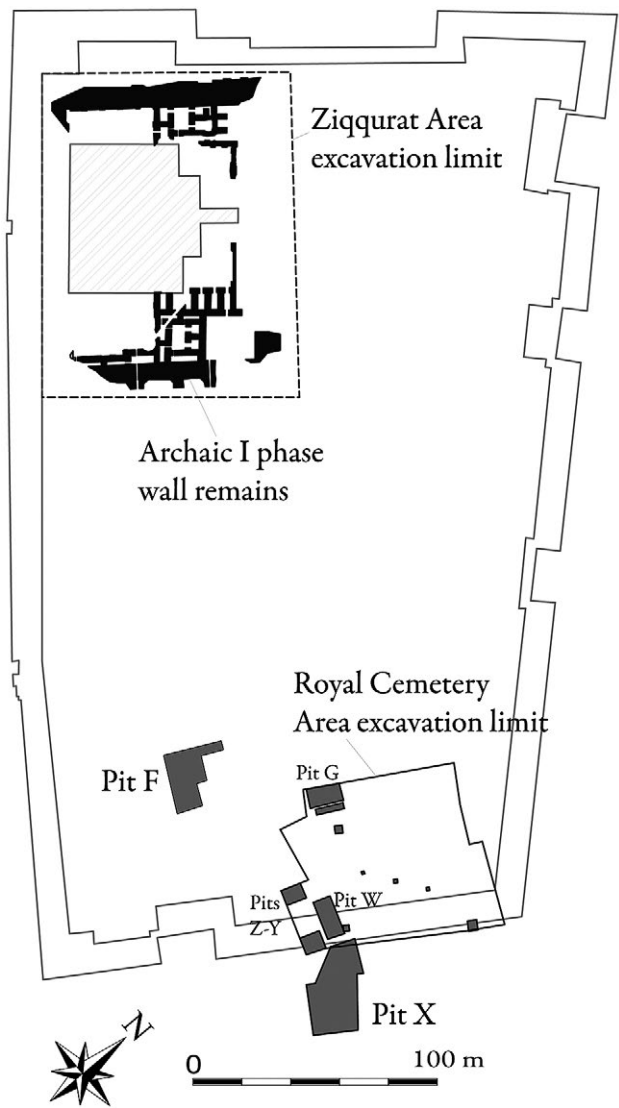 Ziqqurat Area
excavation limit
Archaic I phase
wall remains
Royal Cemetery
Area excavation limit
Pit F
Pit G
Pits
Z-Y
Pit W
Pit X
N
0
100 m